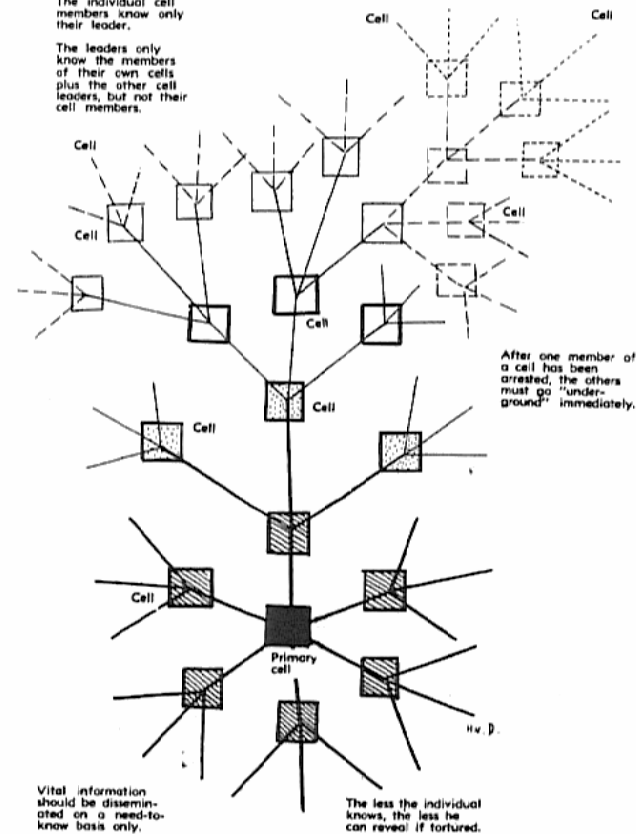 The individual cell
members know only
their leader.
The leaders only
know the members
of their own cells
plus the other cell
leaders, but not their
cell members.
Cell
Cell
Cell
Cell
Cell
Cell
Cell
Cell
After one member of
a cell has been
arrested, the others
must go "under-
ground" immediately.
Cell
Primary
cell
H.v.D.
Vital information
should be dissemin-
ated on a need-to-
know basis only.
The less the individual
knows, the less he
can reveal if tortured.